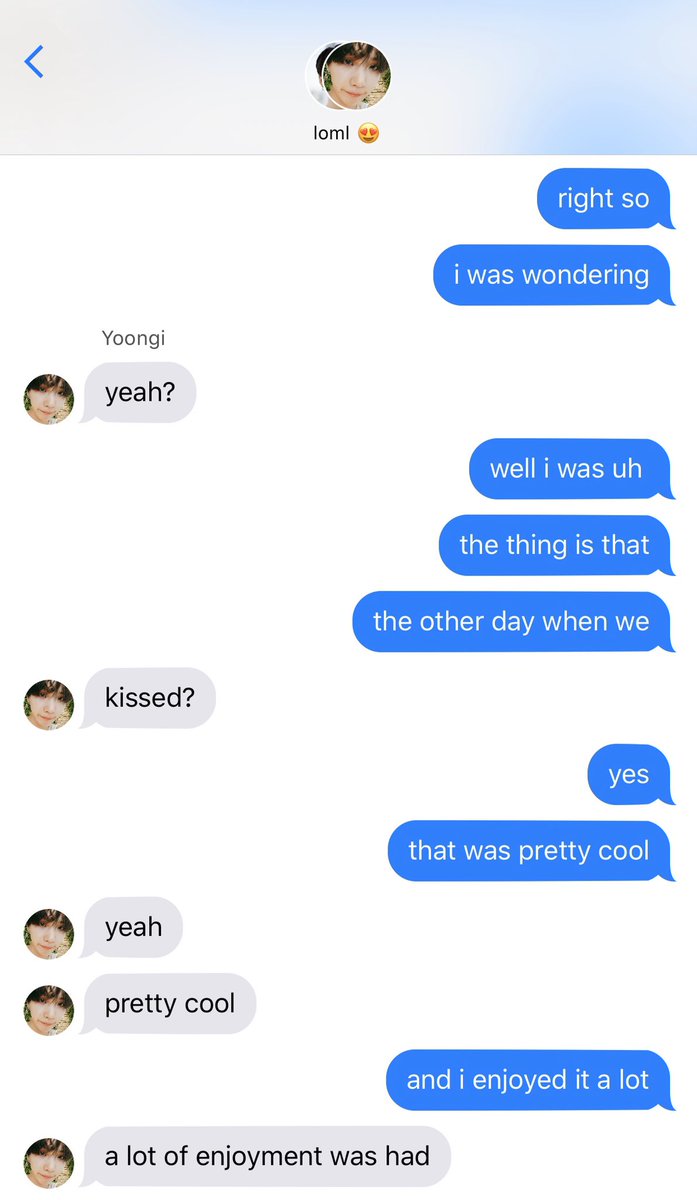 loml 😍
right so
i was wondering
Yoongi
yeah?
well i was uh
the thing is that
the other day when we
kissed?
yes
that was pretty cool
yeah
pretty cool
and i enjoyed it a lot
a lot of enjoyment was had